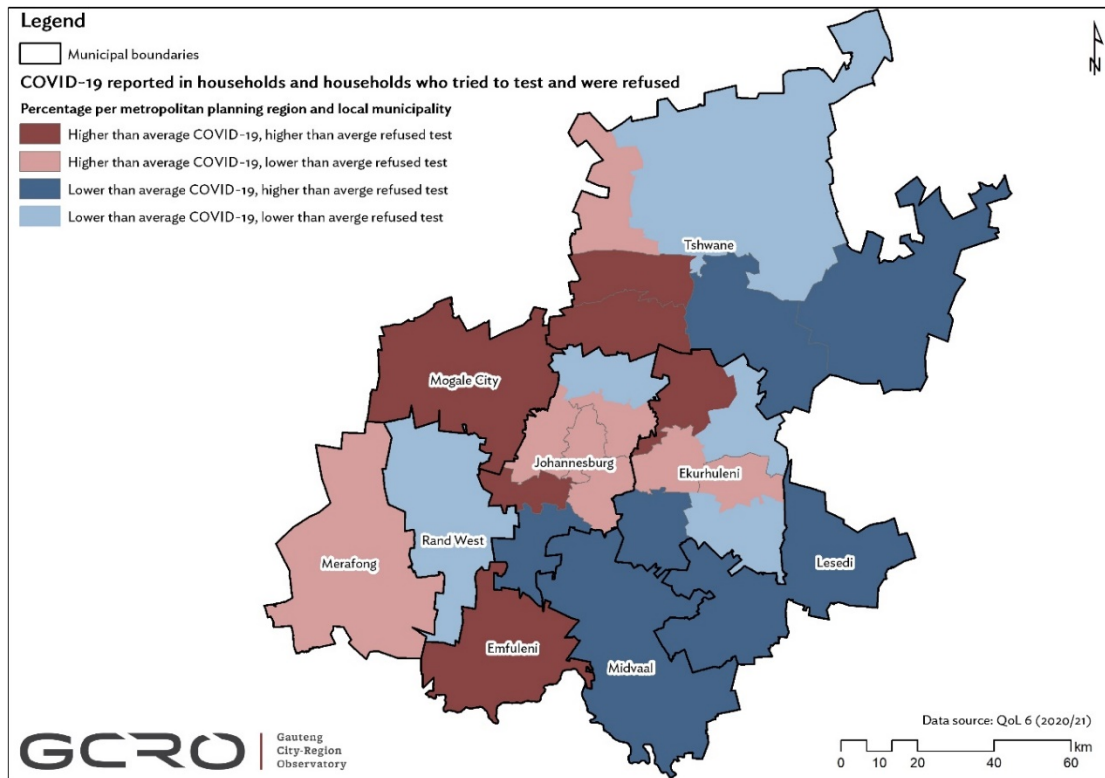 Legend
Municipal boundaries
COVID-19 reported in households and households who tried to test and were refused
Percentage per metropolitan planning region and local municipality
Higher than average COVID-19, higher than averge refused test
Higher than average COVID-19, lower than averge refused test
Lower than average COVID-19, higher than averge refused test
Lower than average COVID-19, lower than averge refused test
N
Tshwane
Mogale City
Johannesburg
Ekurhuleni
Rand West
Merafong
Lesedi
Emfuleni
Midvaal
Data source: QoL 6 (2020/21)
GCRO
Gauteng
City-Region
Observatory
km
0 10 20 40 60